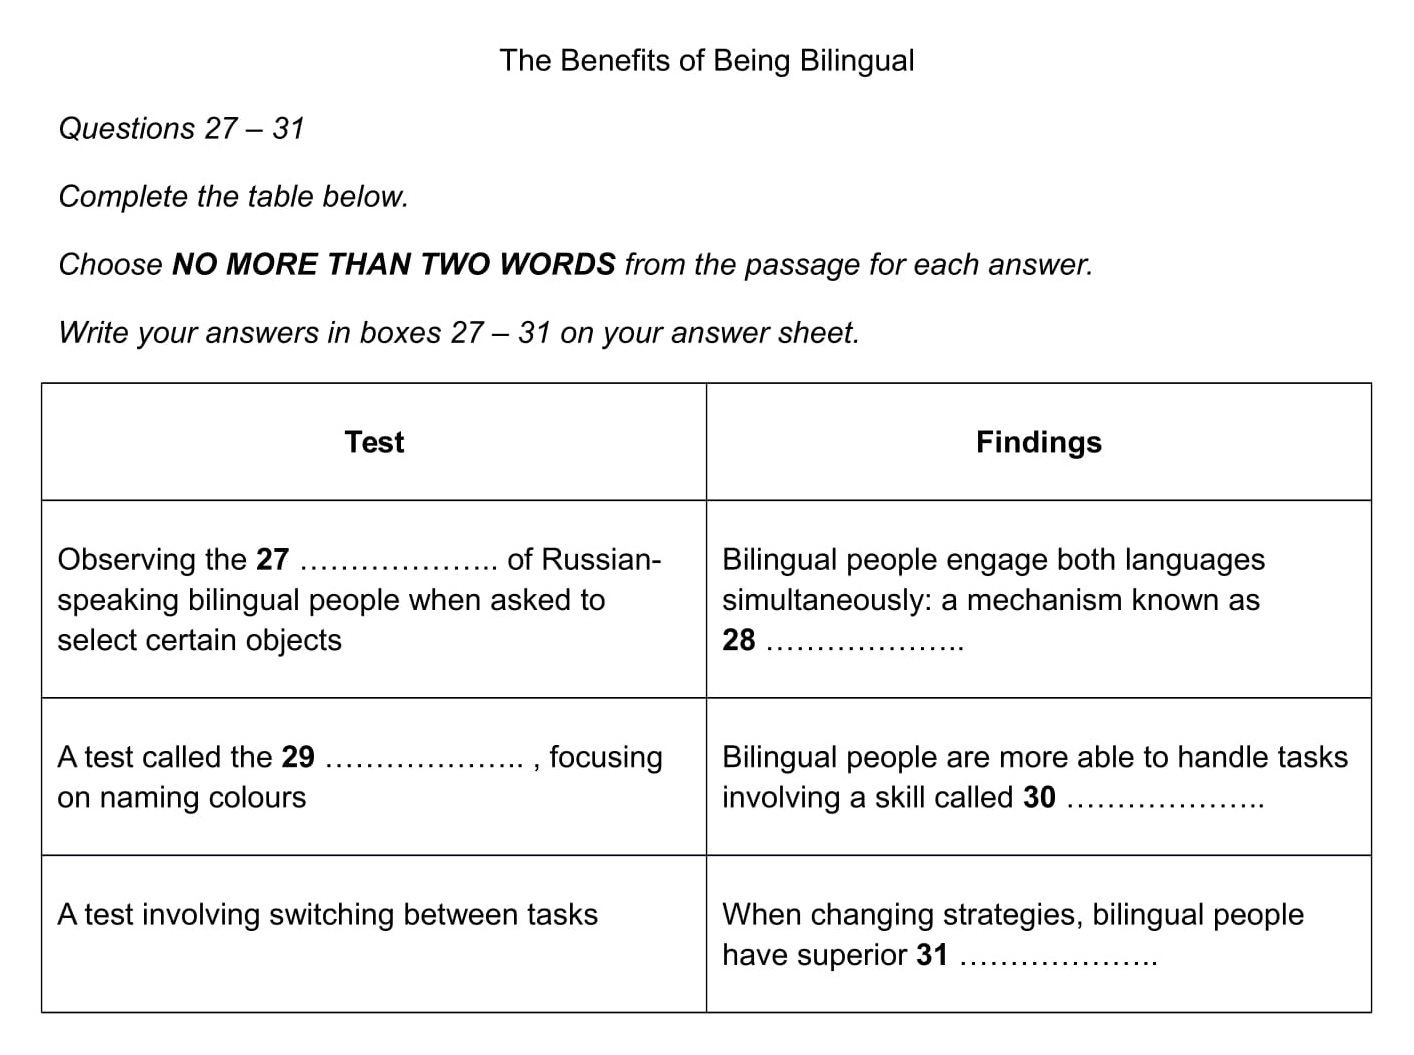 The Benefits of Being Bilingual
Questions 27 – 31
Complete the table below.
Choose NO MORE THAN TWO WORDS from the passage for each answer.
Write your answers in boxes 27 – 31 on your answer sheet.
Test
Findings
Observing the 27 ………………….. of Russian-
speaking bilingual people when asked to
select certain objects
Bilingual people engage both languages
simultaneously: a mechanism known as
28 …………………..
A test called the 29 ………………….. , focusing
on naming colours
Bilingual people are more able to handle tasks
involving a skill called 30 …………………..
A test involving switching between tasks
When changing strategies, bilingual people
have superior 31 …………………..